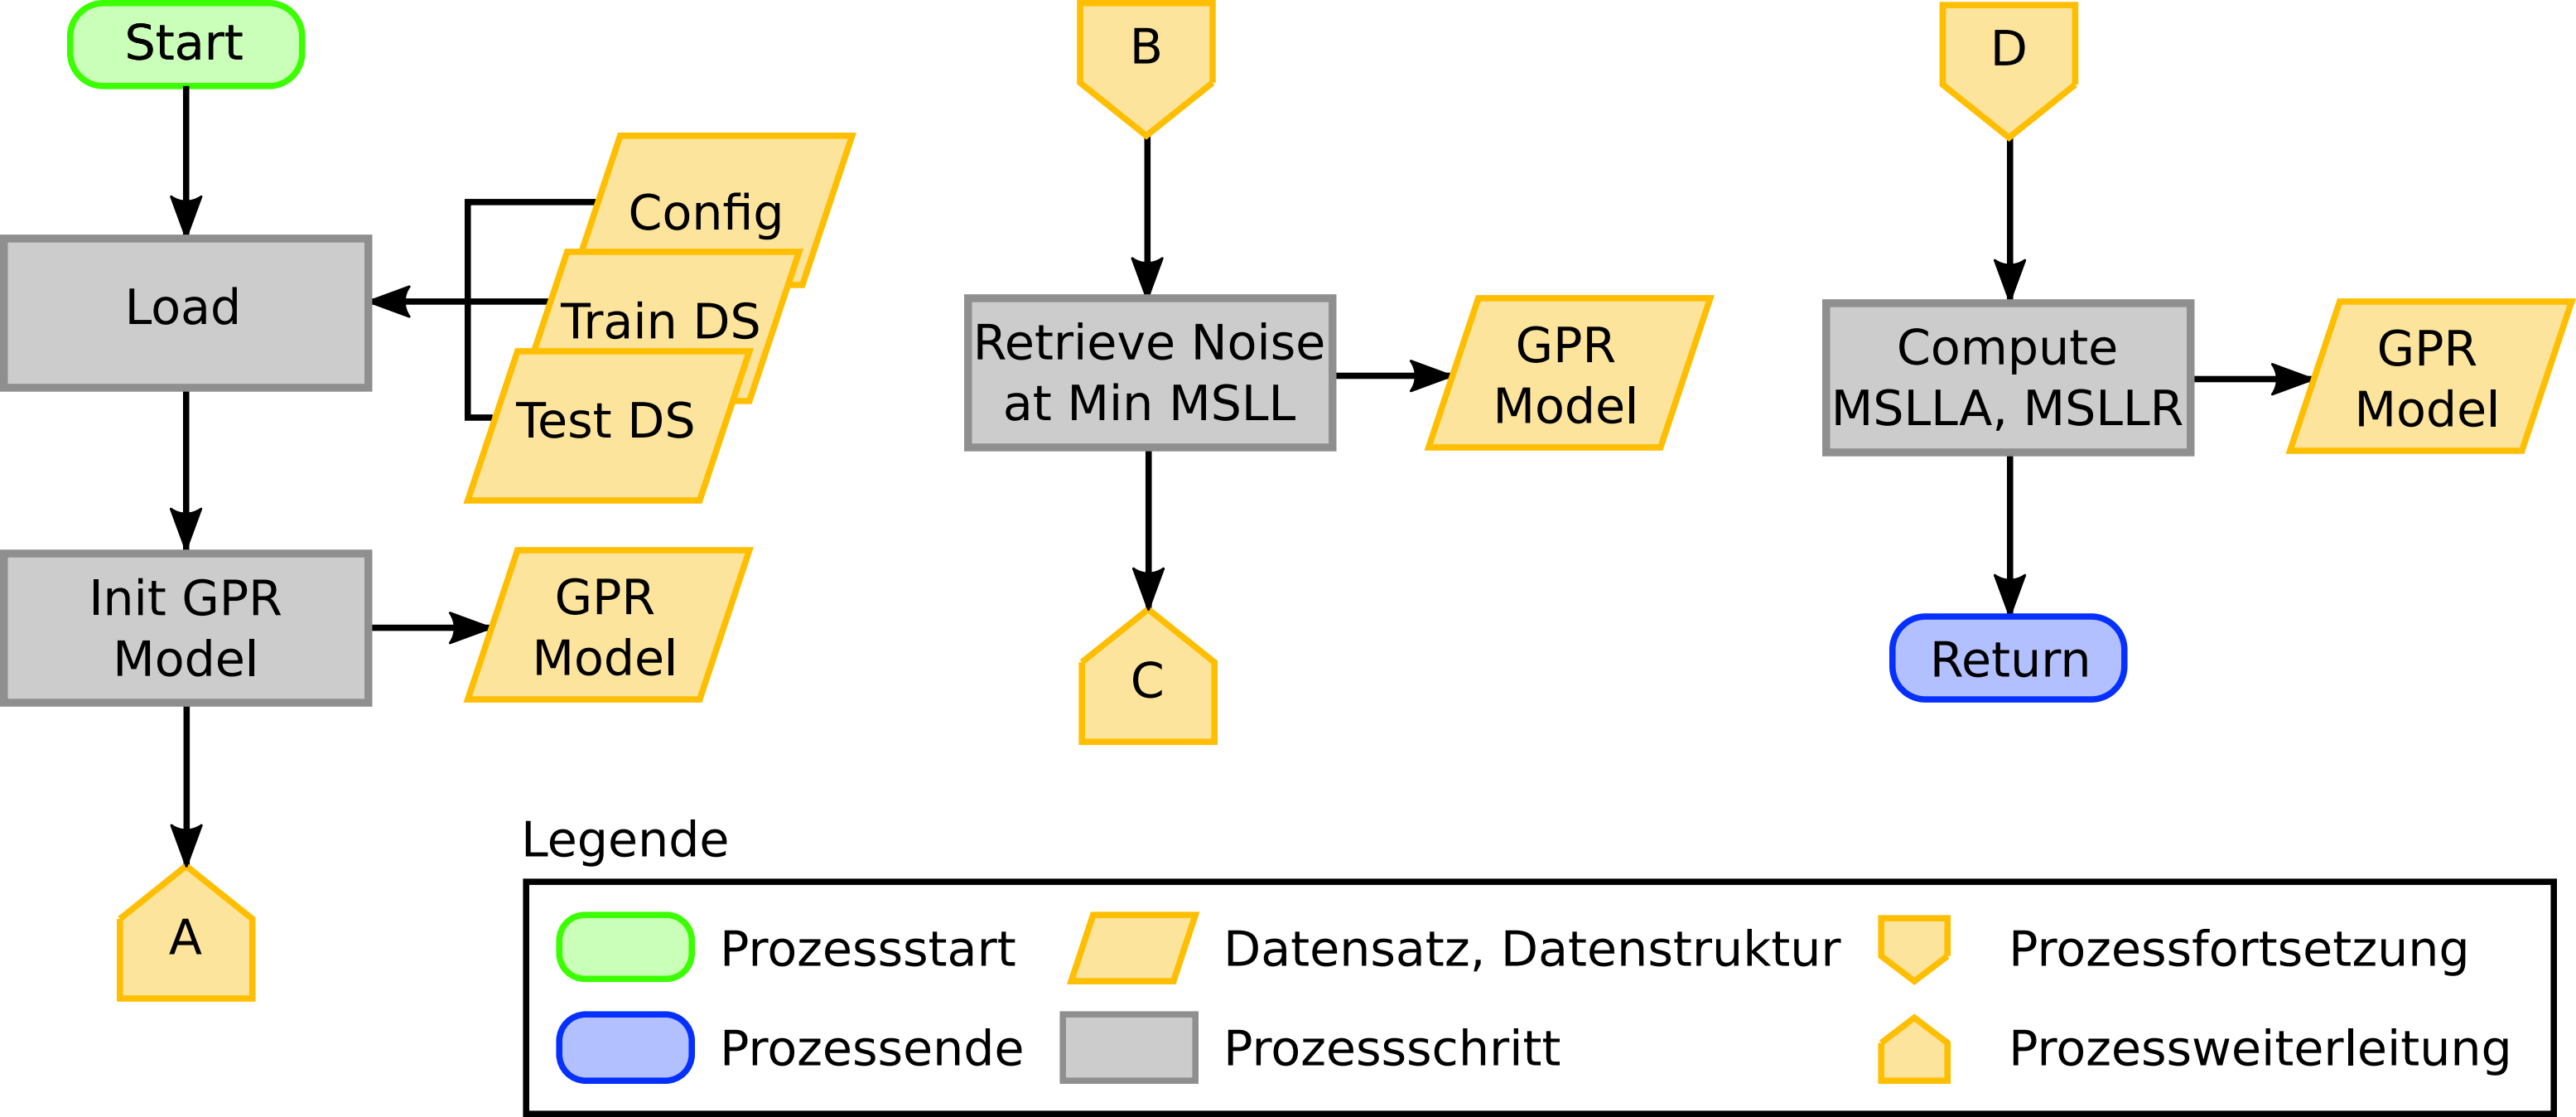 Start
Load
Config
Train DS
Test DS
Init GPR
Model
GPR
Model
A
B
Retrieve Noise
at Min MSLL
GPR
Model
C
D
Compute
MSLLA, MSLLR
GPR
Model
Return
Legende
Prozessstart
Datensatz, Datenstruktur
Prozessfortsetzung
Prozessende
Prozessschritt
Prozessweiterleitung